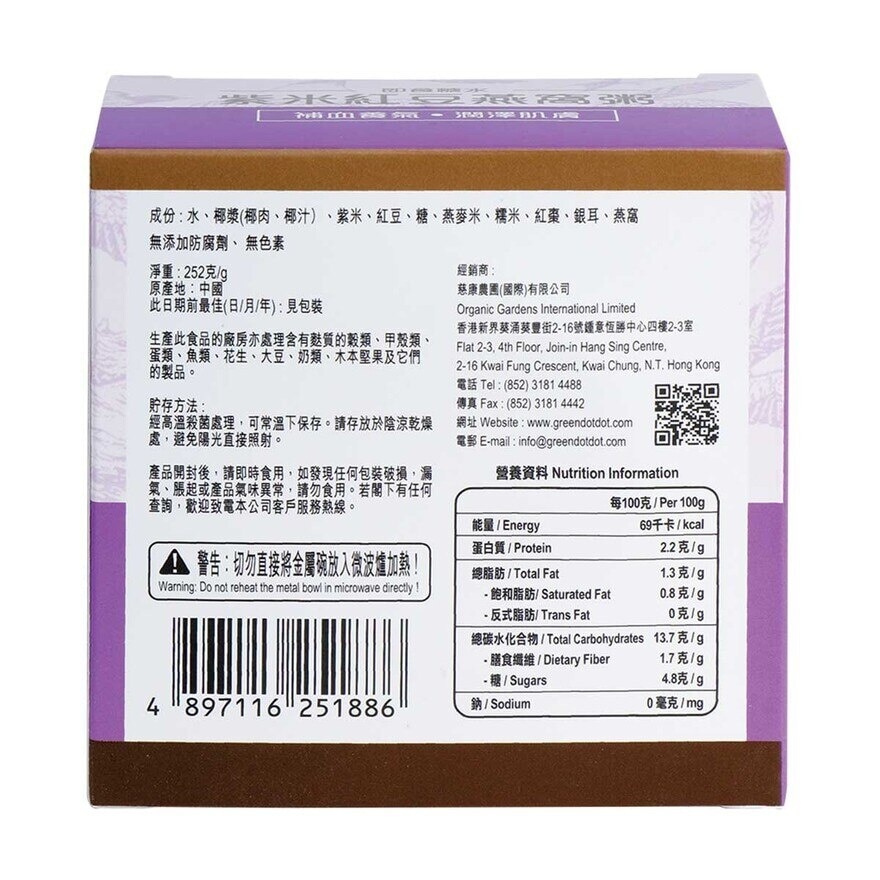 即食糖水
紫米紅豆燕窩粥
補血養氣・潤澤肌膚
成份：水、椰漿(椰肉、椰汁）、紫米、紅豆、糖、燕麥米、糯米、紅棗、銀耳、燕窩
無添加防腐劑、無色素
淨重：252克/g
原產地：中國
此日期前最佳(日/月/年)：見包裝
生產此食品的廠房亦處理含有麩質的穀類、甲殼類、
蛋類、魚類、花生、大豆、奶類、木本堅果及它們
的製品。
貯存方法：
經高溫殺菌處理，可常溫下保存。請存放於陰涼乾燥
處，避免陽光直接照射。
產品開封後，請即時食用，如發現任何包裝破損，漏
氣、脹起或產品氣味異常，請勿食用。若閣下有任何
查詢，歡迎致電本公司客戶服務熱線。
警告：切勿直接將金屬碗放入微波爐加熱！
Warning: Do not reheat the metal bowl in microwave directly！
4 897116 251886
經銷商：
慈康農圃(國際)有限公司
Organic Gardens International Limited
香港新界葵涌葵豐街2-16號鍾意恆勝中心四樓2-3室
Flat 2-3, 4th Floor, Join-in Hang Sing Centre,
2-16 Kwai Fung Crescent, Kwai Chung, N.T. Hong Kong
電話 Tel : (852) 3181 4488
傳真 Fax : (852) 3181 4442
網址 Website : www.greendotdot.com
電郵 E-mail : info@greendotdot.com
營養資料 Nutrition Information
每100克 / Per 100g
能量 / Energy 69千卡 / kcal
蛋白質 / Protein 2.2 克 / g
總脂肪 / Total Fat 1.3 克 / g
- 飽和脂肪/ Saturated Fat 0.8 克 / g
- 反式脂肪/ Trans Fat 0克 / g
總碳水化合物 / Total Carbohydrates 13.7 克 / g
- 膳食纖維 / Dietary Fiber 1.7 克 / g
- 糖 / Sugars 4.8克 / g
鈉 / Sodium 0 毫克 / mg